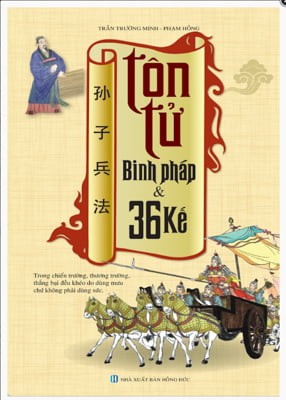 TRẦN TRƯỜNG MINH - PHẠM HỒNG
孙子兵法
tôn
tử
Binh pháp
&
36 Kế
Trong chiến trường, thương trường,
thắng bại đều khéo do dùng mưu
chứ không phải dùng sức.
NHÀ XUẤT BẢN HỒNG ĐỨC